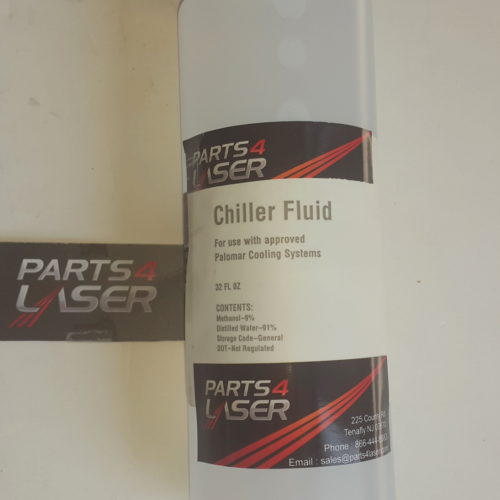 PARTS4
LASER
Chiller Fluid
For use with approved
Palomar Cooling Systems
32 FL OZ
CONTENTS:
Methanol-9%
Distilled Water-91%
Storage Code-General
DOT-Not Regulated
PARTS4
LASER
PARTS4
LASER
225 Rd
Tenafly NJ
Phone : 866-444-
Email : sales@parts4laser